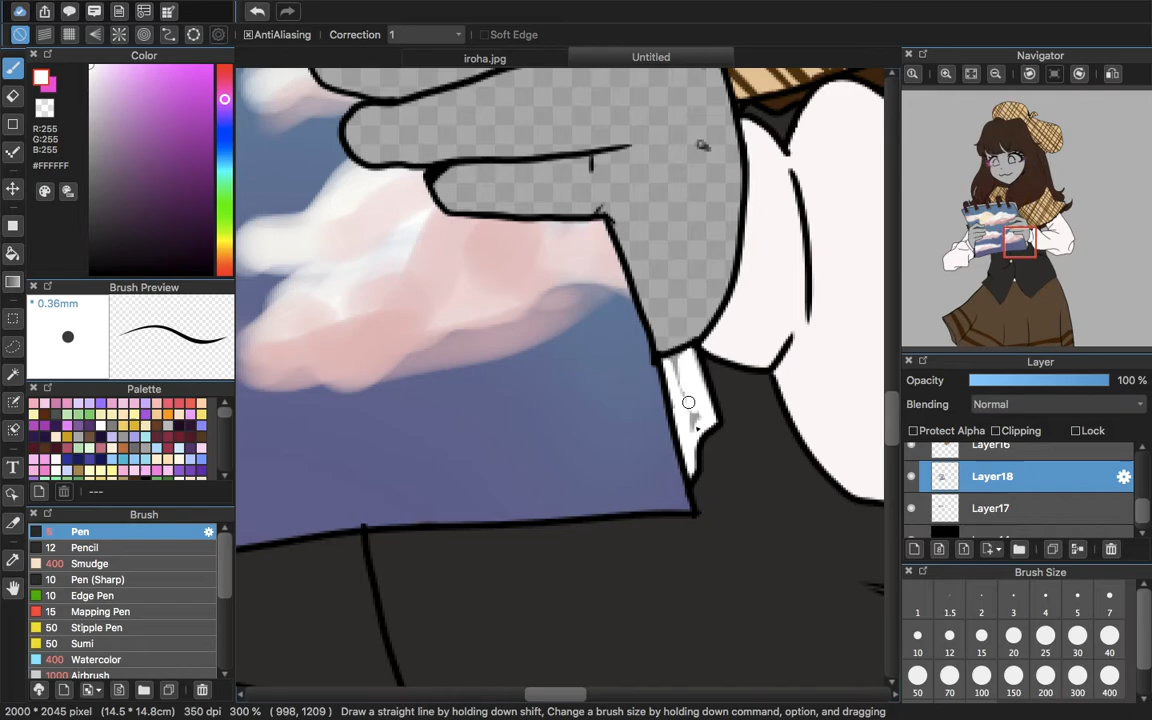 AntiAliasing Correction 1 Soft Edge
iroha.jpg Untitled
Color
R:255
G:255
B:255
#FFFFFF
Brush Preview
* 0.36mm
Palette
---
Brush
5 Pen
12 Pencil
400 Smudge
10 Pen (Sharp)
10 Edge Pen
15 Mapping Pen
50 Stipple Pen
50 Sumi
400 Watercolor
1000 Airbrush
Navigator
Layer
Opacity 100 %
Blending Normal
Protect Alpha Clipping Lock
Layer16
Layer18
Layer17
Brush Size
1 1.5 2 3 4 5 7
10 12 15 20 25 30 40
50 70 100 150 200 300 400
2000 * 2045 pixel (14.5 * 14.8cm) 350 dpi 300 % ( 998, 1209 ) Draw a straight line by holding down shift, Change a brush size by holding down command, option, and dragging